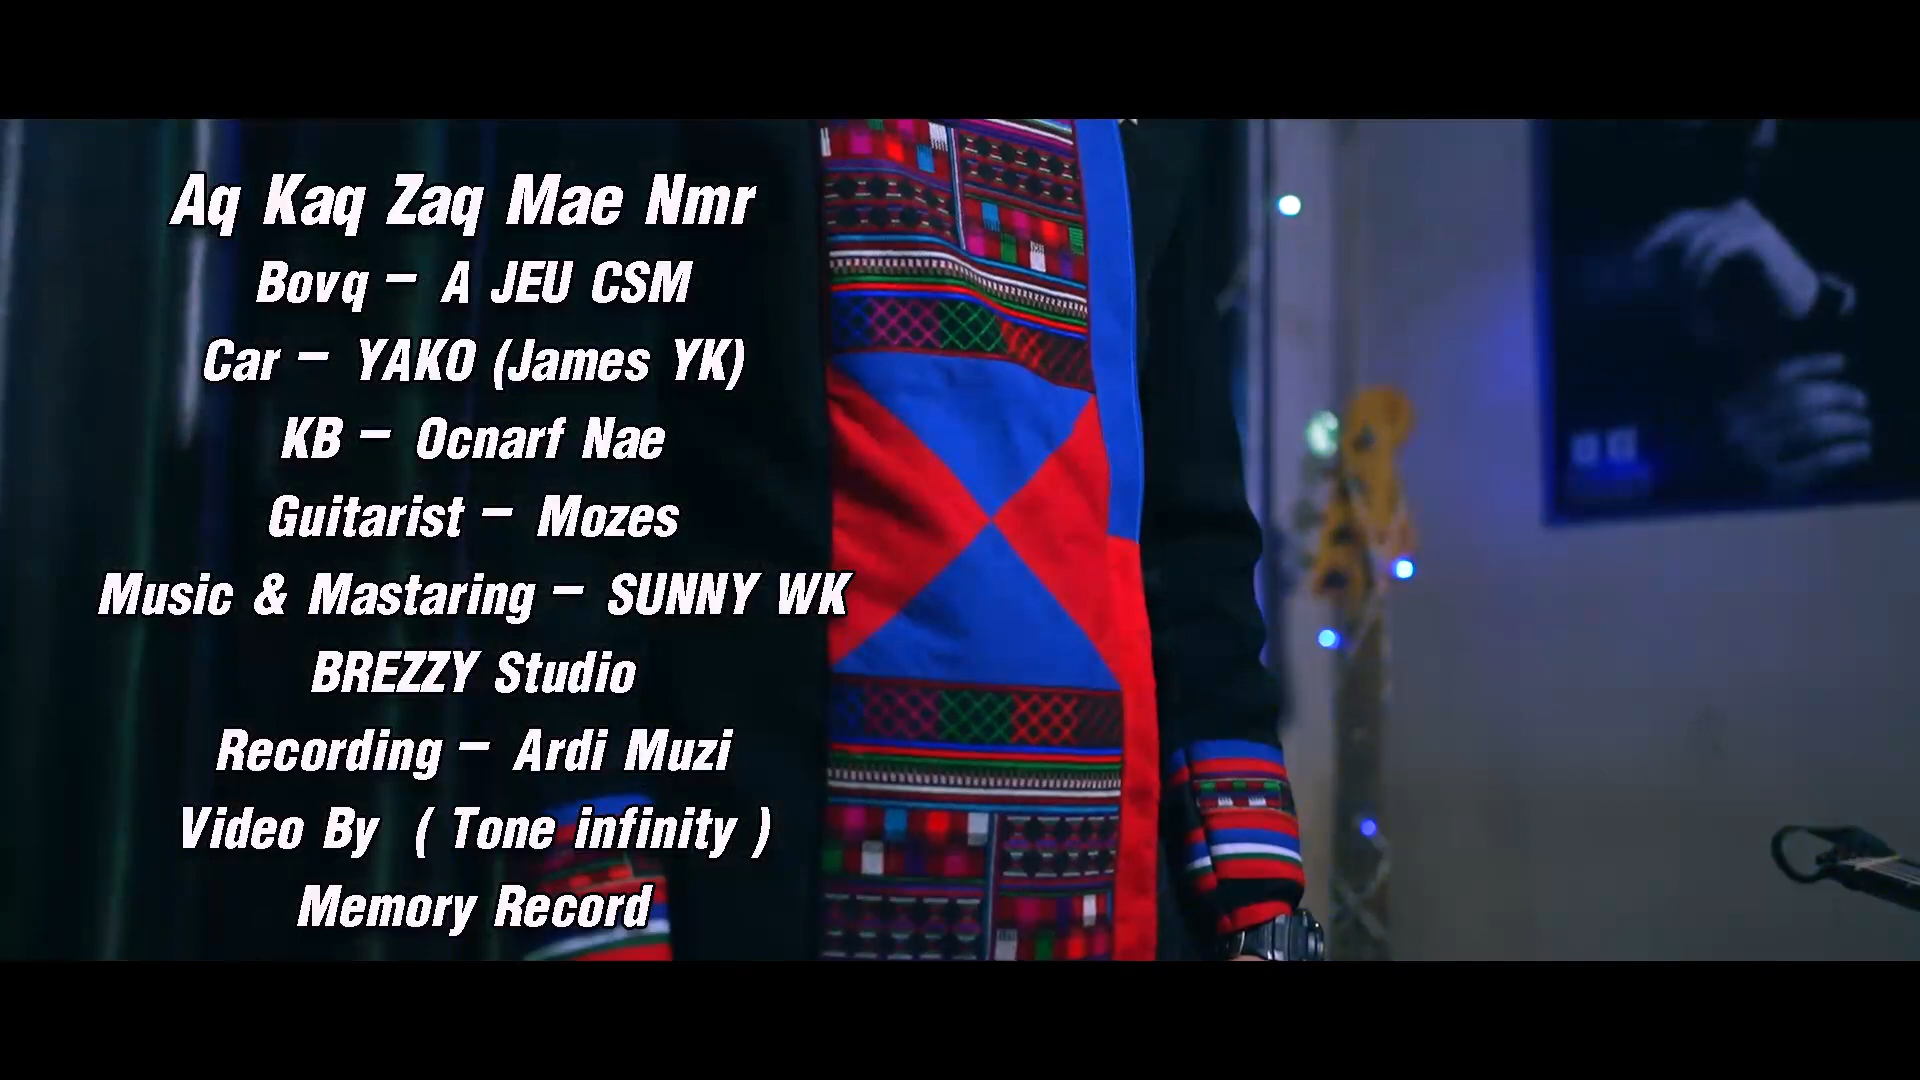 Aq Kaq Zaq Mae Nmr
Bovq - A JEU CSM
Car - YAKO (James YK)
KB - Ocnarf Nae
Guitarist - Mozes
Music & Mastaring - SUNNY WK
BREZZY Studio
Recording - Ardi Muzi
Video By ( Tone infinity )
Memory Record